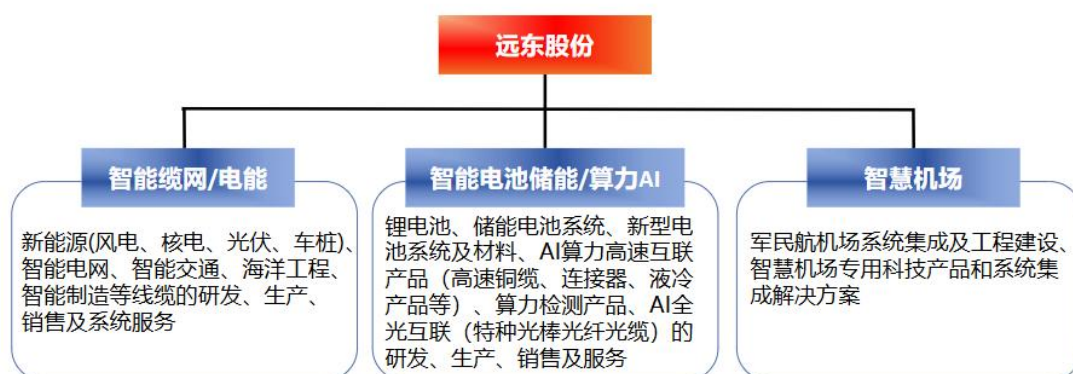 远东股份
智能缆网/电能
新能源(风电、核电、光伏、车桩)、
智能电网、智能交通、海洋工程、
智能制造等线缆的研发、生产、
销售及系统服务
智能电池储能/算力AI
锂电池、储能电池系统、新型电
池系统及材料、AI算力高速互联
产品（高速铜缆、连接器、液冷
产品等）、算力检测产品、AI全
光互联（特种光棒光纤光缆）的
研发、生产、销售及服务
智慧机场
军民航机场系统集成及工程建设、
智慧机场专用科技产品和系统集
成解决方案